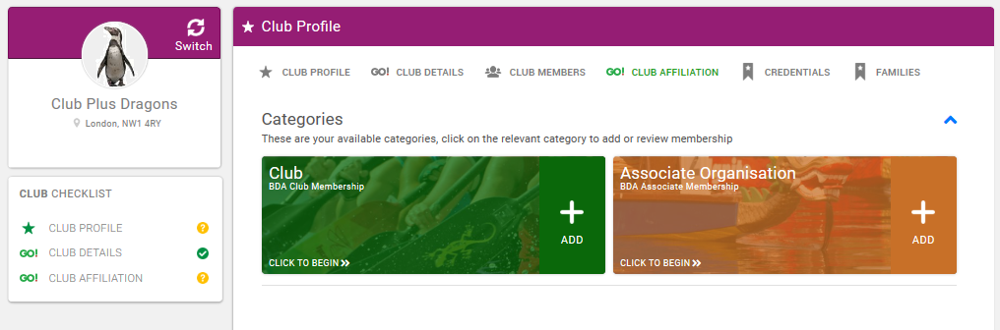 Switch
Club Plus Dragons
London, NW1 4RY
CLUB CHECKLIST
CLUB PROFILE
GO! CLUB DETAILS
GO! CLUB AFFILIATION
Club Profile
CLUB PROFILE GO! CLUB DETAILS CLUB MEMBERS GO! CLUB AFFILIATION CREDENTIALS FAMILIES
Categories
These are your available categories, click on the relevant category to add or review membership
Club
BDA Club Membership
ADD
CLICK TO BEGIN
Associate Organisation
BDA Associate Membership
ADD
CLICK TO BEGIN